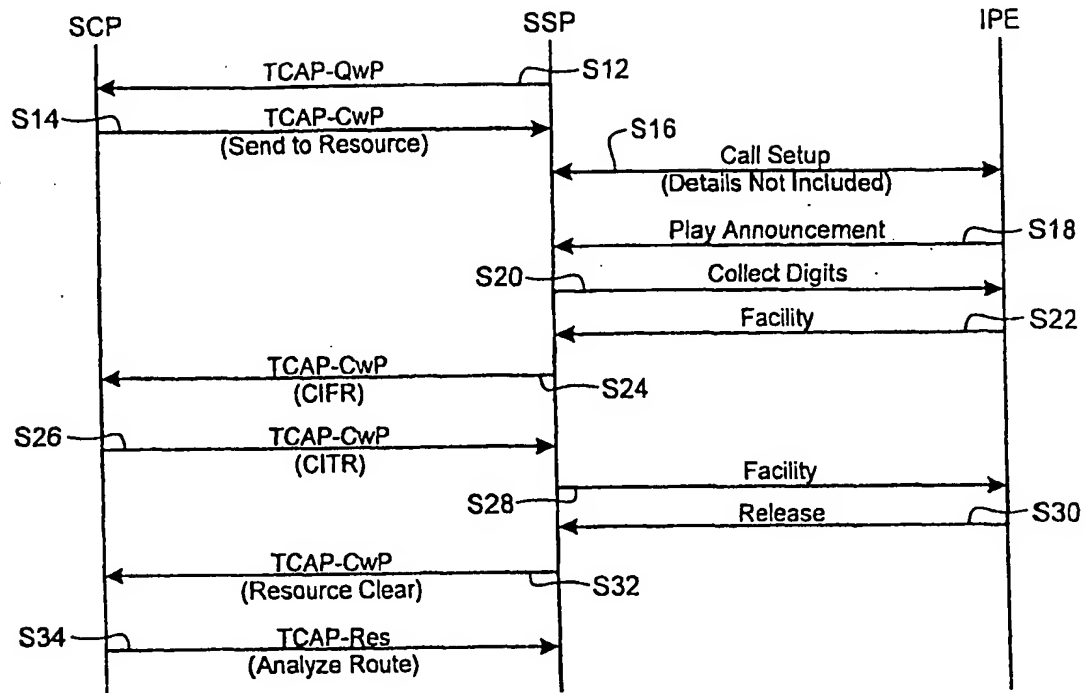 SCP SSP IPE
TCAP-QwP S12
S14 TCAP-CwP
(Send to Resource)
S16
Call Setup
(Details Not Included)
Play Announcement S18
S20 Collect Digits
Facility S22
TCAP-CwP
(CIFR) S24
S26 TCAP-CwP
(CITR)
Facility
S28
Release S30
TCAP-CwP
(Resource Clear) S32
S34 TCAP-Res
(Analyze Route)